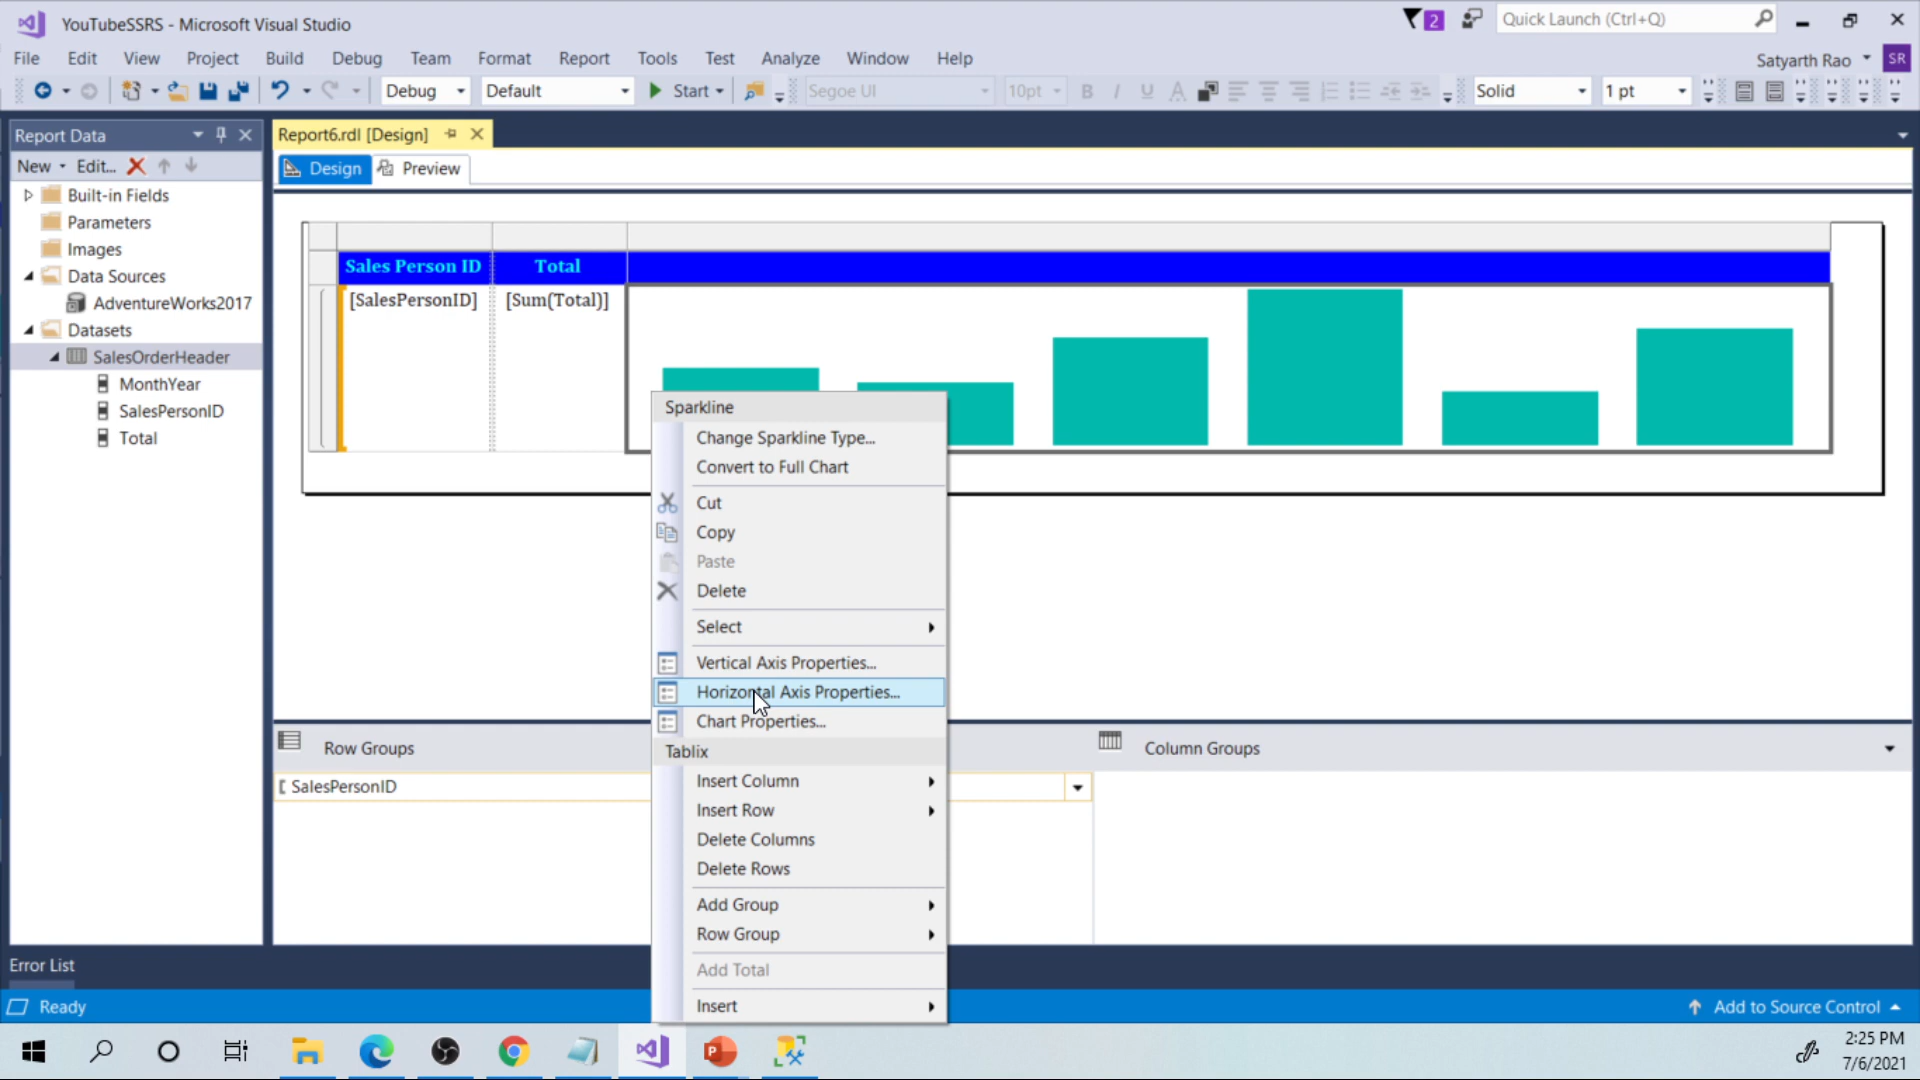 YouTubeSSRS - Microsoft Visual Studio
2
Quick Launch (Ctrl+Q)
File Edit View Project Build Debug Team Format Report Tools Test Analyze Window Help
Satyarth Rao SR
Debug Default Start Segoe UI 10pt B I U A Solid 1 pt
Report Data
Report6.rdl [Design]
New Edit...
Design Preview
Built-in Fields
Parameters
Images
Data Sources
AdventureWorks2017
Datasets
SalesOrderHeader
MonthYear
SalesPersonID
Total
Sales Person ID Total
[SalesPersonID] [Sum(Total)]
Sparkline
Change Sparkline Type...
Convert to Full Chart
Cut
Copy
Paste
Delete
Select
Vertical Axis Properties...
Horizontal Axis Properties...
Chart Properties...
Tablix
Insert Column
Insert Row
Delete Columns
Delete Rows
Add Group
Row Group
Add Total
Insert
Row Groups
Column Groups
SalesPersonID
Error List
Ready
Add to Source Control
2:25 PM
7/6/2021